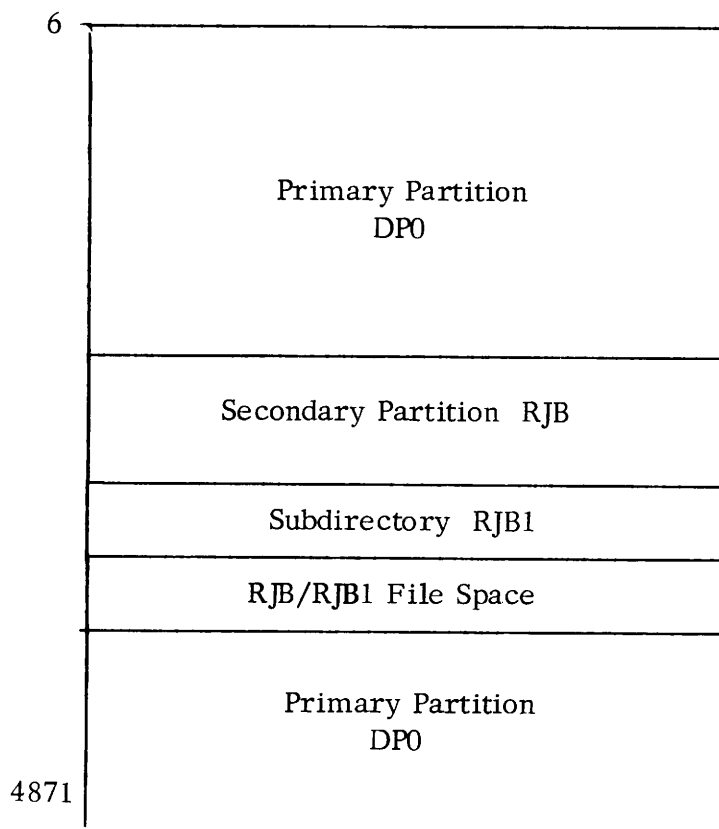 6
Primary Partition
DP0
Secondary Partition RJB
Subdirectory RJB1
RJB/RJB1 File Space
Primary Partition
DP0
4871